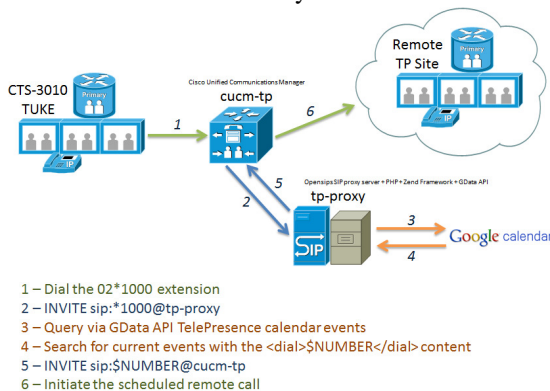 Remote
TP Site
Primary
CTS-3010
TUKE
Primary
Cisco Unified Communications Manager
cucm-tp
IP
IP
1
6
2
5
Opensips SIP proxy server + PHP + Zend Framework + GData API
tp-proxy
SIP
3
4
Google calendar
1 – Dial the 02*1000 extension
2 – INVITE sip:*1000@tp-proxy
3 – Query via GData API TelePresence calendar events
4 – Search for current events with the <dial>$NUMBER</dial> content
5 – INVITE sip:$NUMBER@cucm-tp
6 – Initiate the scheduled remote call